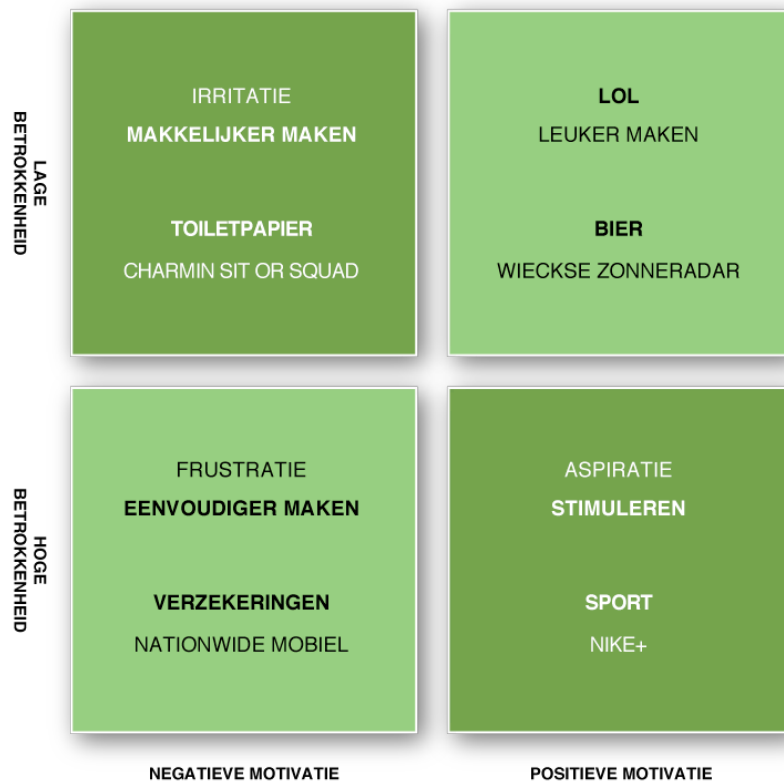 LAGE
BETROKKENHEID
IRRITATIE
MAKKELIJKER MAKEN
TOILETPAPIER
CHARMIN SIT OR SQUAD
LOL
LEUKER MAKEN
BIER
WIECKSE ZONNERADAR
HOGE
BETROKKENHEID
FRUSTRATIE
EENVOUDIGER MAKEN
VERZEKERINGEN
NATIONWIDE MOBIEL
ASPIRATIE
STIMULEREN
SPORT
NIKE+
NEGATIEVE MOTIVATIE
POSITIEVE MOTIVATIE